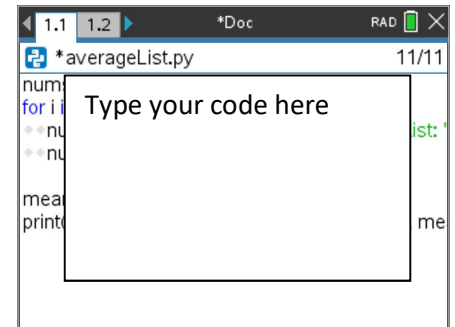 1.1 1.2 *Doc RAD
*averageList.py 11/11
num
for i
nu ist: '
nu
Type your code here
mea
print( me